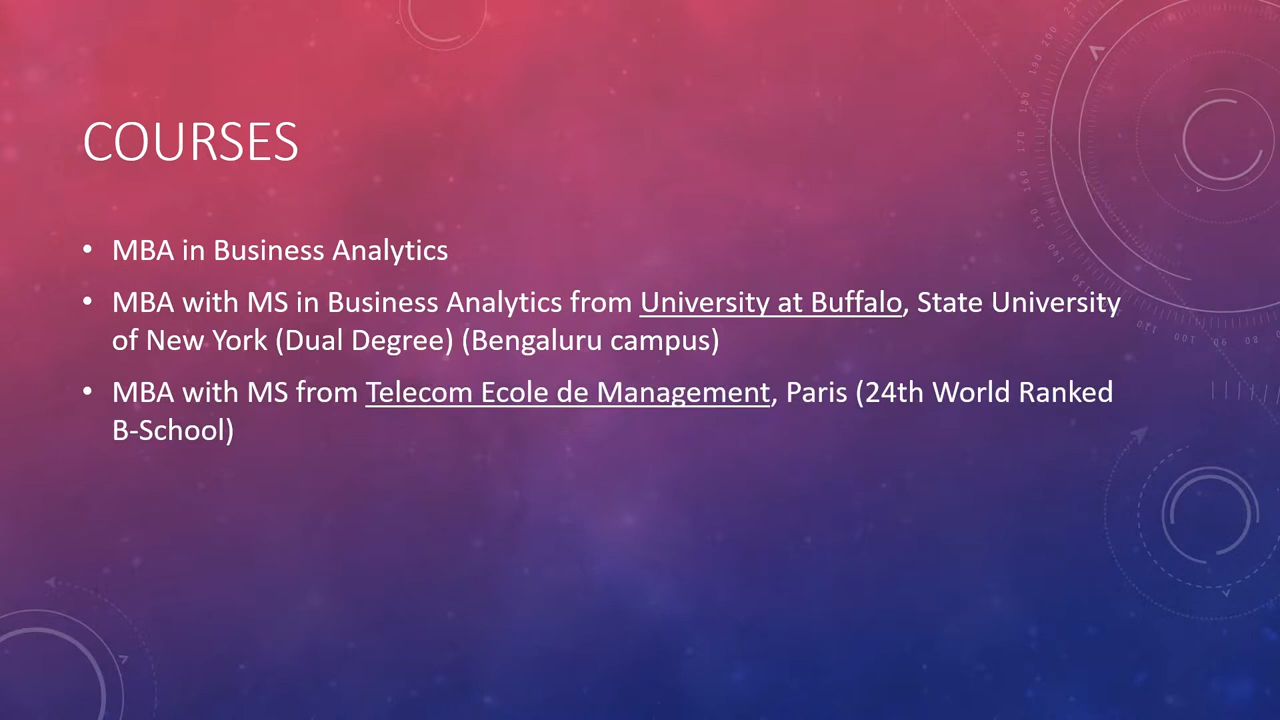 COURSES
• MBA in Business Analytics
• MBA with MS in Business Analytics from University at Buffalo, State University
of New York (Dual Degree) (Bengaluru campus)
• MBA with MS from Telecom Ecole de Management, Paris (24th World Ranked
B-School)